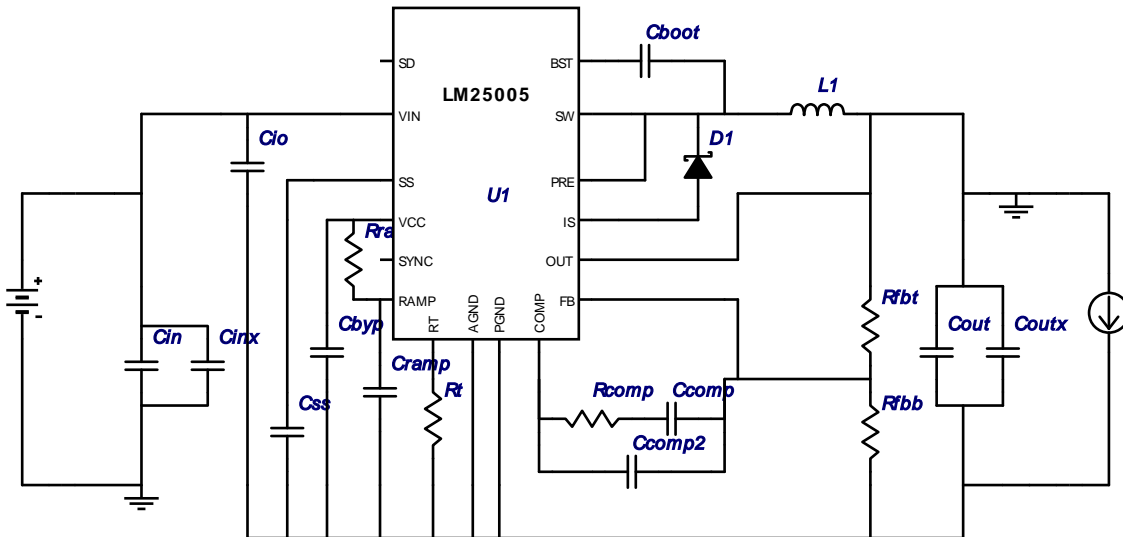 Cboot
SD
BST
L1
LM25005
VIN
SW
Cio
D1
SS
PRE
U1
VCC
IS
Rra
SYNC
OUT
+
-
RAMP
RT
AGND
PGND
COMP
FB
Rfbt
Cin
Cinx
Cbyp
Cout
Coutx
Cramp
Rt
Rcomp
Ccomp
Css
Rfbb
Ccomp2